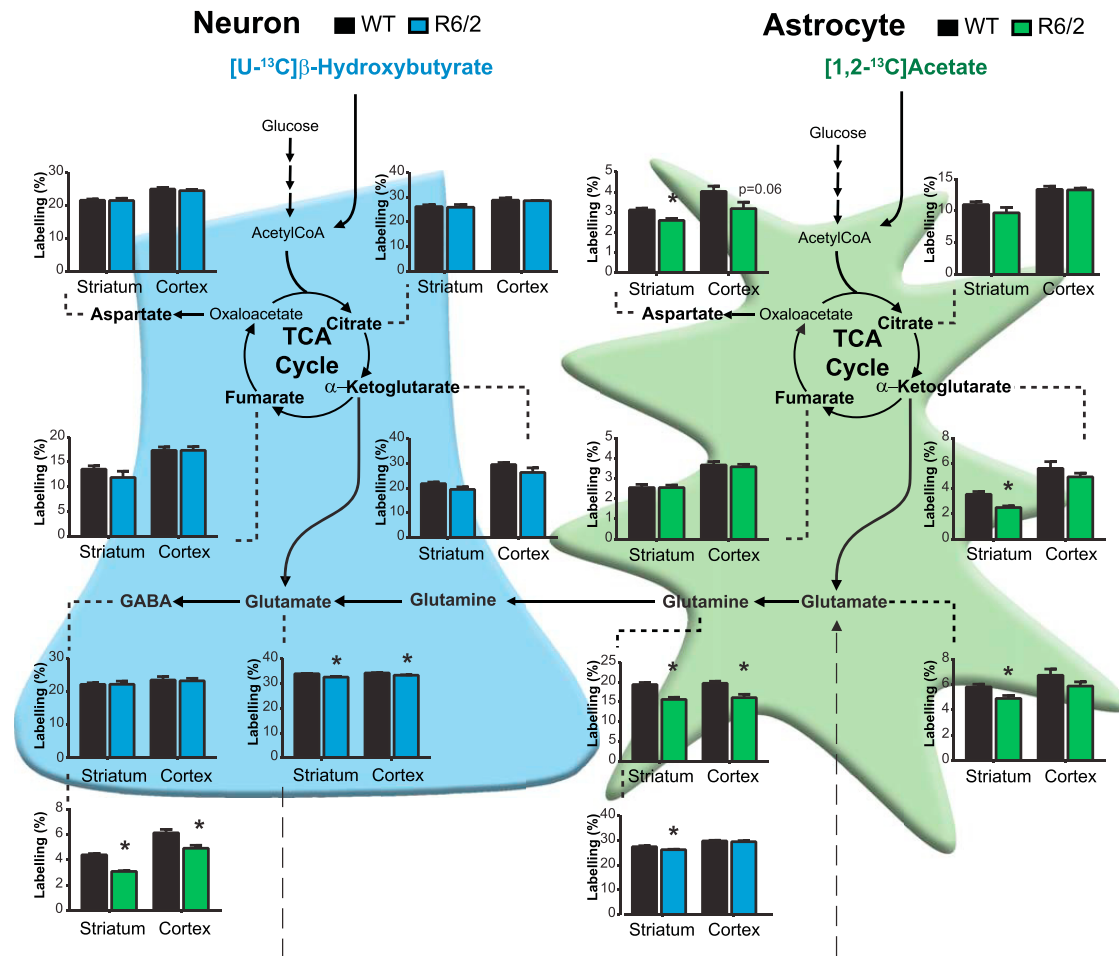 Neuron WT R6/2
[U-¹³C]β-Hydroxybutyrate
Astrocyte WT R6/2
[1,2-¹³C]Acetate
Glucose
AcetylCoA
Labelling (%)
30
20
10
0
Striatum Cortex
Labelling (%)
40
30
20
10
0
Striatum Cortex
Aspartate
Oxaloacetate
Citrate
TCA
Cycle
Fumarate
α–Ketoglutarate
Labelling (%)
20
15
10
5
0
Striatum Cortex
Labelling (%)
40
30
20
10
0
Striatum Cortex
GABA
Glutamate
Glutamine
Labelling (%)
30
20
10
0
Striatum Cortex
Labelling (%)
40
30
20
10
0
* *
Striatum Cortex
Labelling (%)
8
6
4
2
0
* *
Striatum Cortex
Glucose
AcetylCoA
Labelling (%)
5
4
3
2
1
0
* p=0.06
Striatum Cortex
Labelling (%)
15
10
5
0
Striatum Cortex
Aspartate
Oxaloacetate
Citrate
TCA
Cycle
Fumarate
α–Ketoglutarate
Labelling (%)
5
4
3
2
1
0
Striatum Cortex
Labelling (%)
8
6
4
2
0
*
Striatum Cortex
Glutamine
Glutamate
Labelling (%)
25
20
15
10
5
0
* *
Striatum Cortex
Labelling (%)
8
6
4
2
0
*
Striatum Cortex
Labelling (%)
40
30
20
10
0
*
Striatum Cortex